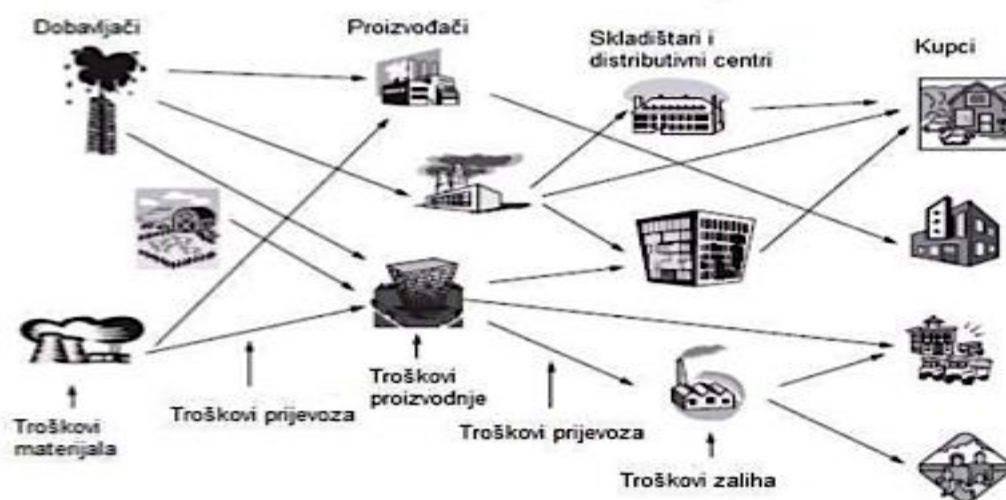 Dobavljači
Proizvođači
Skladištari i
distributivni centri
Kupci
Troškovi
materijala
Troškovi prijevoza
Troškovi
proizvodnje
Troškovi prijevoza
Troškovi zaliha